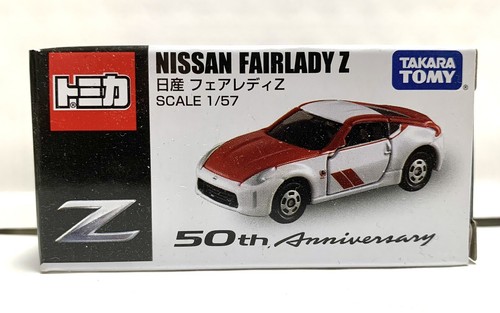 トミカ
®
NISSAN FAIRLADY Z
日産 フェアレディZ
SCALE 1/57
TAKARA
TOMY
®
Z
50th Anniversary